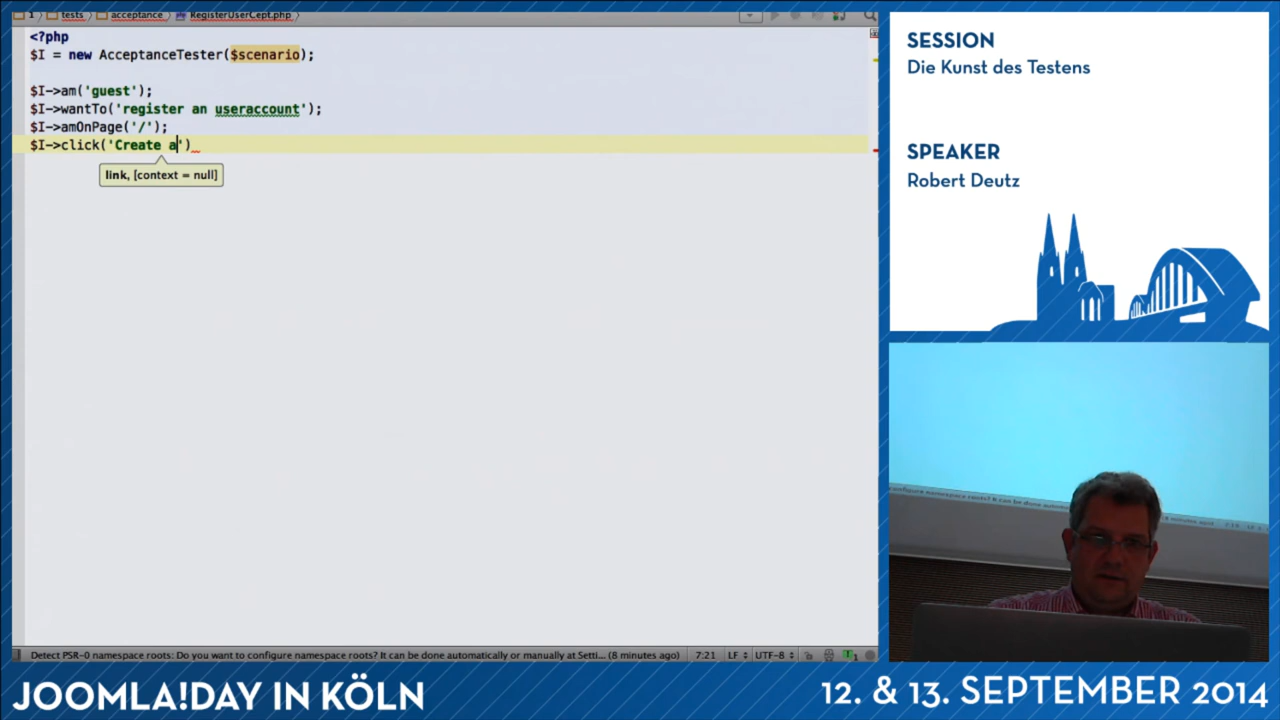 1 tests acceptance RegisterUserCept.php
<?php
$I = new AcceptanceTester($scenario);
$I->am('guest');
$I->wantTo('register an useraccount');
$I->amOnPage('/');
$I->click('Create a')
link, [context = null]
Detect PSR-0 namespace roots: Do you want to configure namespace roots? It can be done automatically or manually at Setti... (8 minutes ago) 7:21 LF UTF-8
SESSION
Die Kunst des Testens
SPEAKER
Robert Deutz
JOOMLA!DAY IN KÖLN
12. & 13. SEPTEMBER 2014